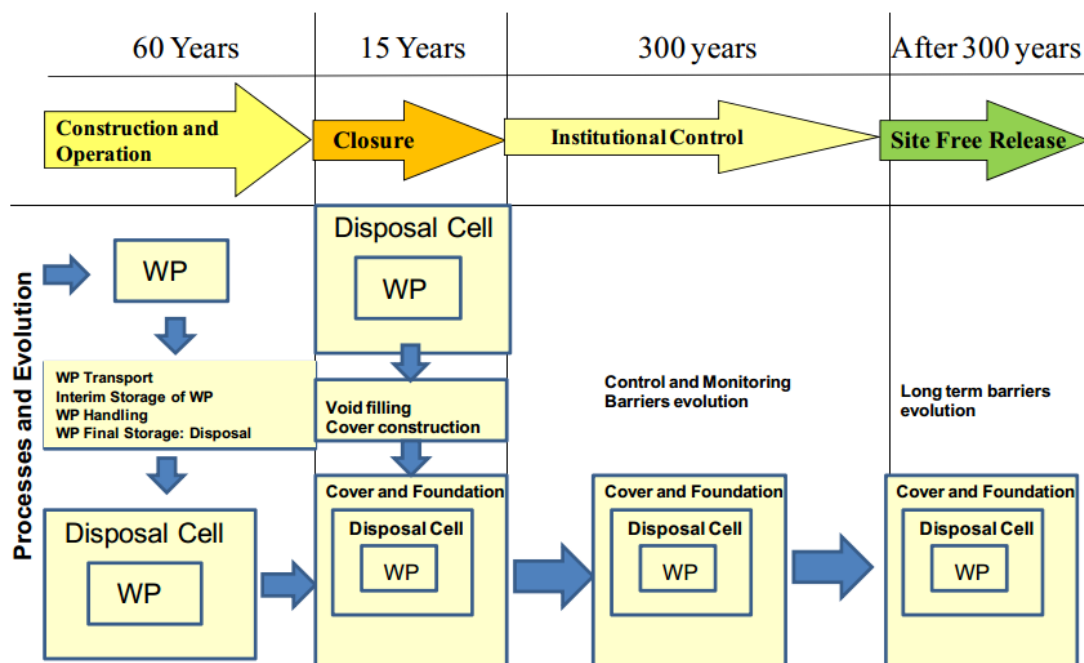 60 Years
15 Years
300 years
After 300 years
Construction and
Operation
Closure
Institutional Control
Site Free Release
Processes and Evolution
WP
WP Transport
Interim Storage of WP
WP Handling
WP Final Storage: Disposal
Disposal Cell
WP
Disposal Cell
WP
Void filling
Cover construction
Cover and Foundation
Disposal Cell
WP
Control and Monitoring
Barriers evolution
Cover and Foundation
Disposal Cell
WP
Long term barriers
evolution
Cover and Foundation
Disposal Cell
WP